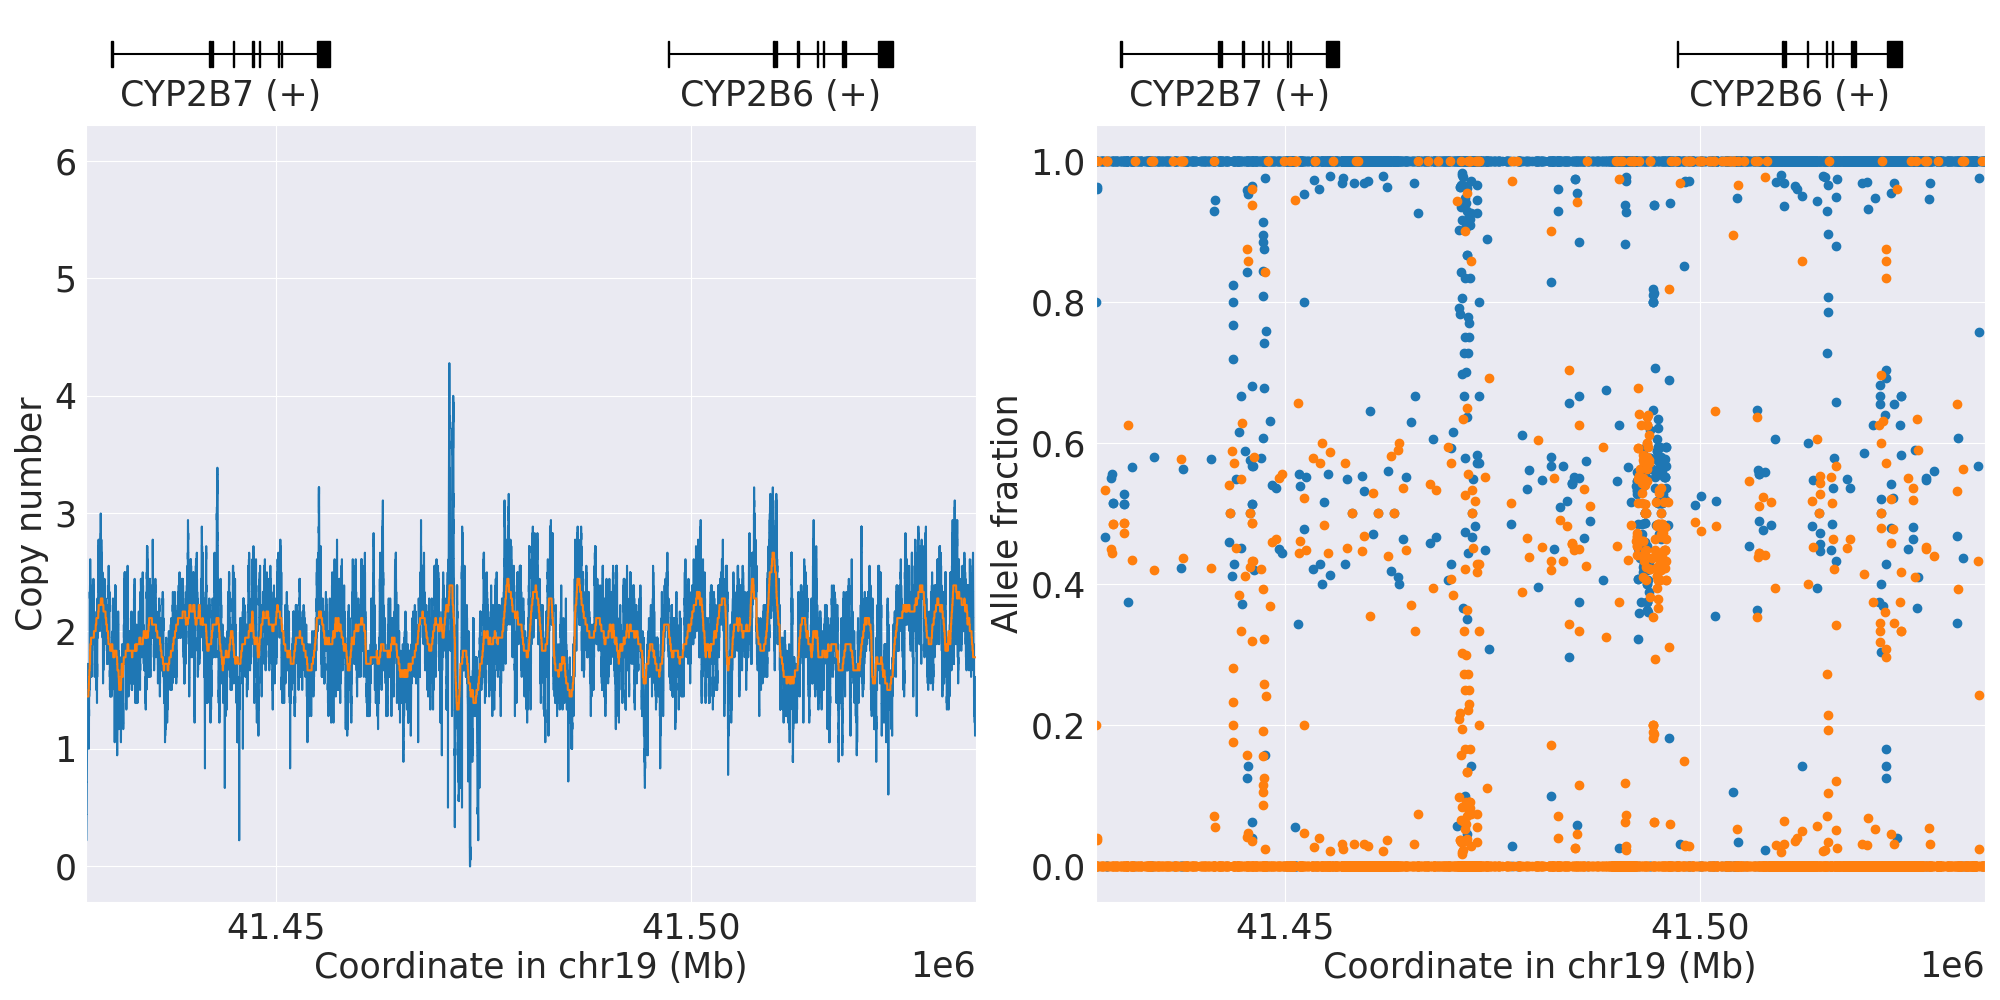 CYP2B7 (+) CYP2B6 (+)
Copy number
6
5
4
3
2
1
0
41.45 41.50
Coordinate in chr19 (Mb) 1e6
CYP2B7 (+) CYP2B6 (+)
Allele fraction
1.0
0.8
0.6
0.4
0.2
0.0
41.45 41.50
Coordinate in chr19 (Mb) 1e6